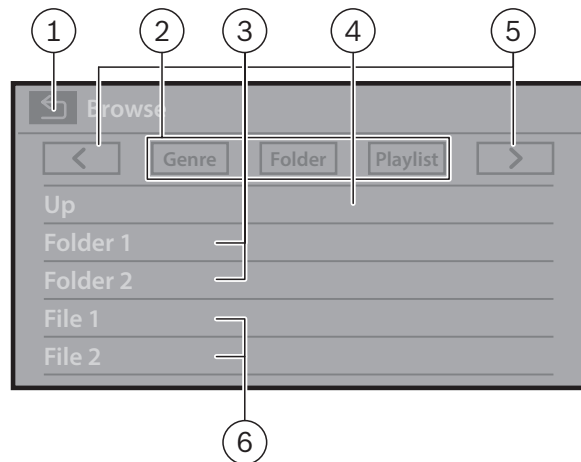 1 2 3 4 5
Browse
< Genre Folder Playlist >
Up
Folder 1
Folder 2
File 1
File 2
6